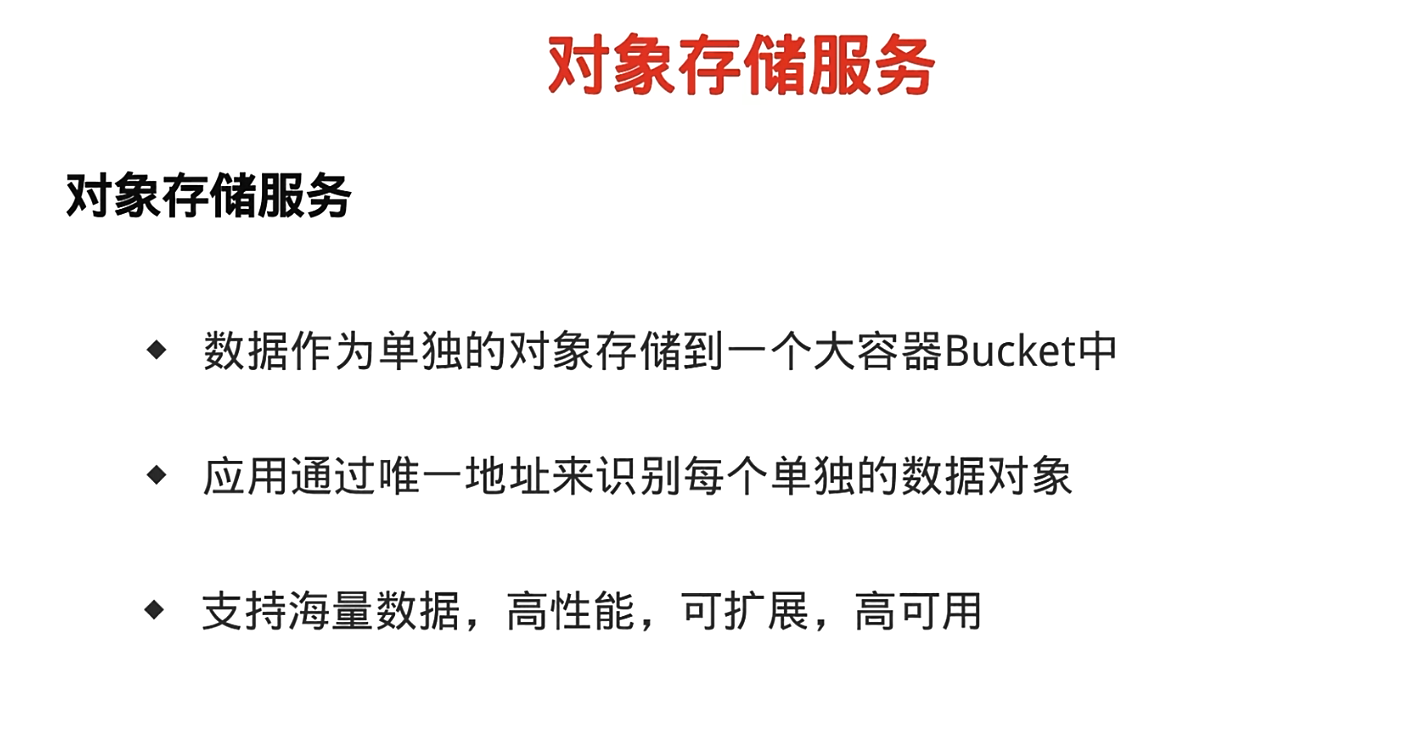 对象存储服务
对象存储服务
◆ 数据作为单独的对象存储到一个大容器Bucket中
◆ 应用通过唯一地址来识别每个单独的数据对象
◆ 支持海量数据，高性能，可扩展，高可用